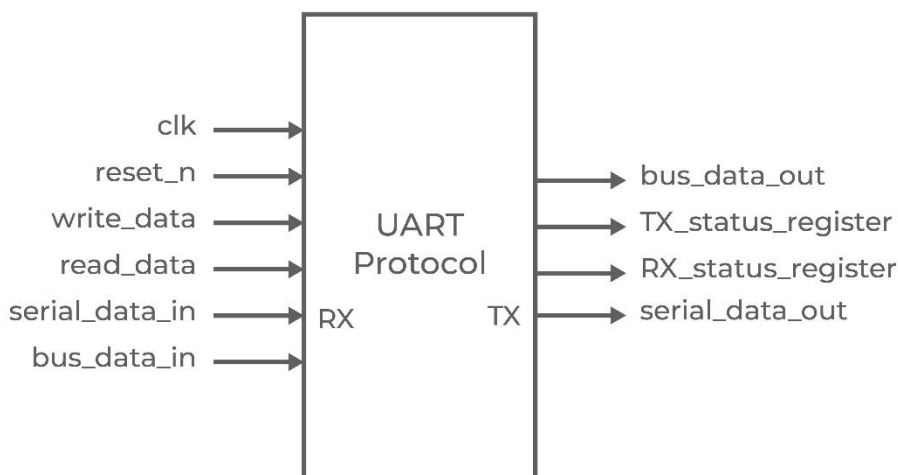 clk
reset_n
write_data
read_data
serial_data_in
bus_data_in
UART
Protocol
RX
TX
bus_data_out
TX_status_register
RX_status_register
serial_data_out